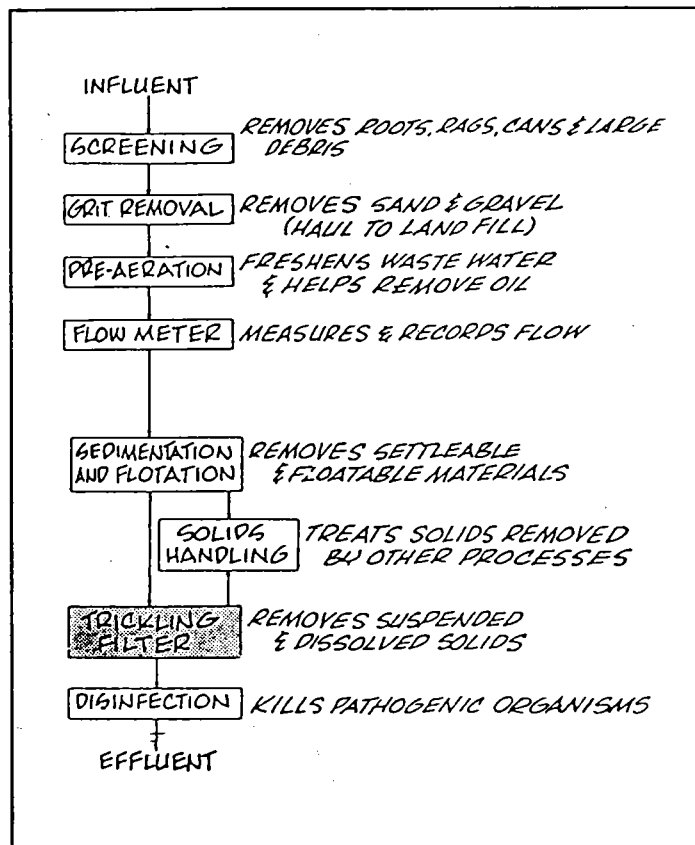 INFLUENT
SCREENING
REMOVES ROOTS, RAGS, CANS & LARGE
DEBRIS
GRIT REMOVAL
REMOVES SAND & GRAVEL
(HAUL TO LAND FILL)
PRE-AERATION
FRESHENS WASTE WATER
& HELPS REMOVE OIL
FLOW METER
MEASURES & RECORDS FLOW
SEDIMENTATION
AND FLOTATION
REMOVES SETTLEABLE
& FLOATABLE MATERIALS
SOLIDS
HANDLING
TREATS SOLIDS REMOVED
BY OTHER PROCESSES
TRICKLING
FILTER
REMOVES SUSPENDED
& DISSOLVED SOLIDS
DISINFECTION
KILLS PATHOGENIC ORGANISMS
EFFLUENT